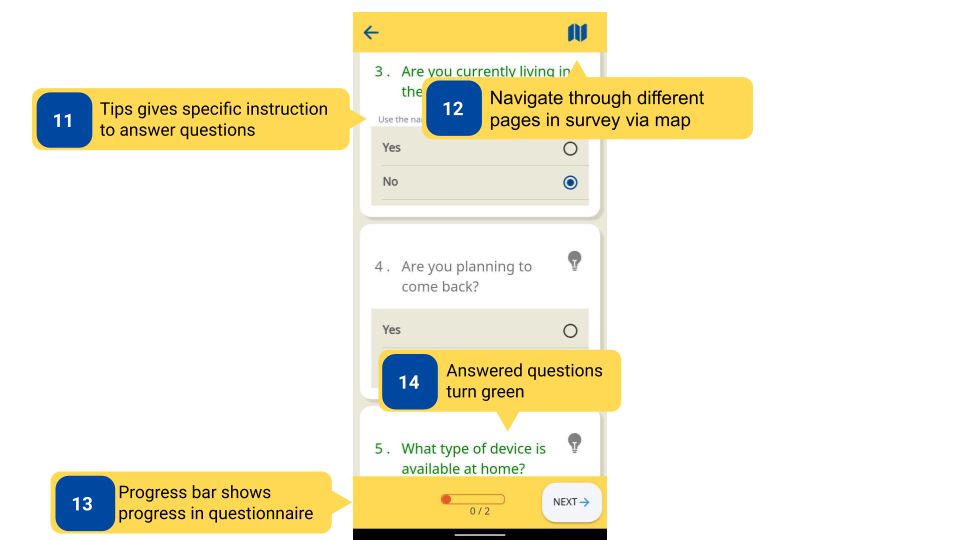 3 . Are you currently living in
the
Use the
11
Tips gives specific instruction
to answer questions
12
Navigate through different
pages in survey via map
Yes
No
4 . Are you planning to
come back?
Yes
14
Answered questions
turn green
5 . What type of device is
available at home?
13
Progress bar shows
progress in questionnaire
0 / 2
NEXT